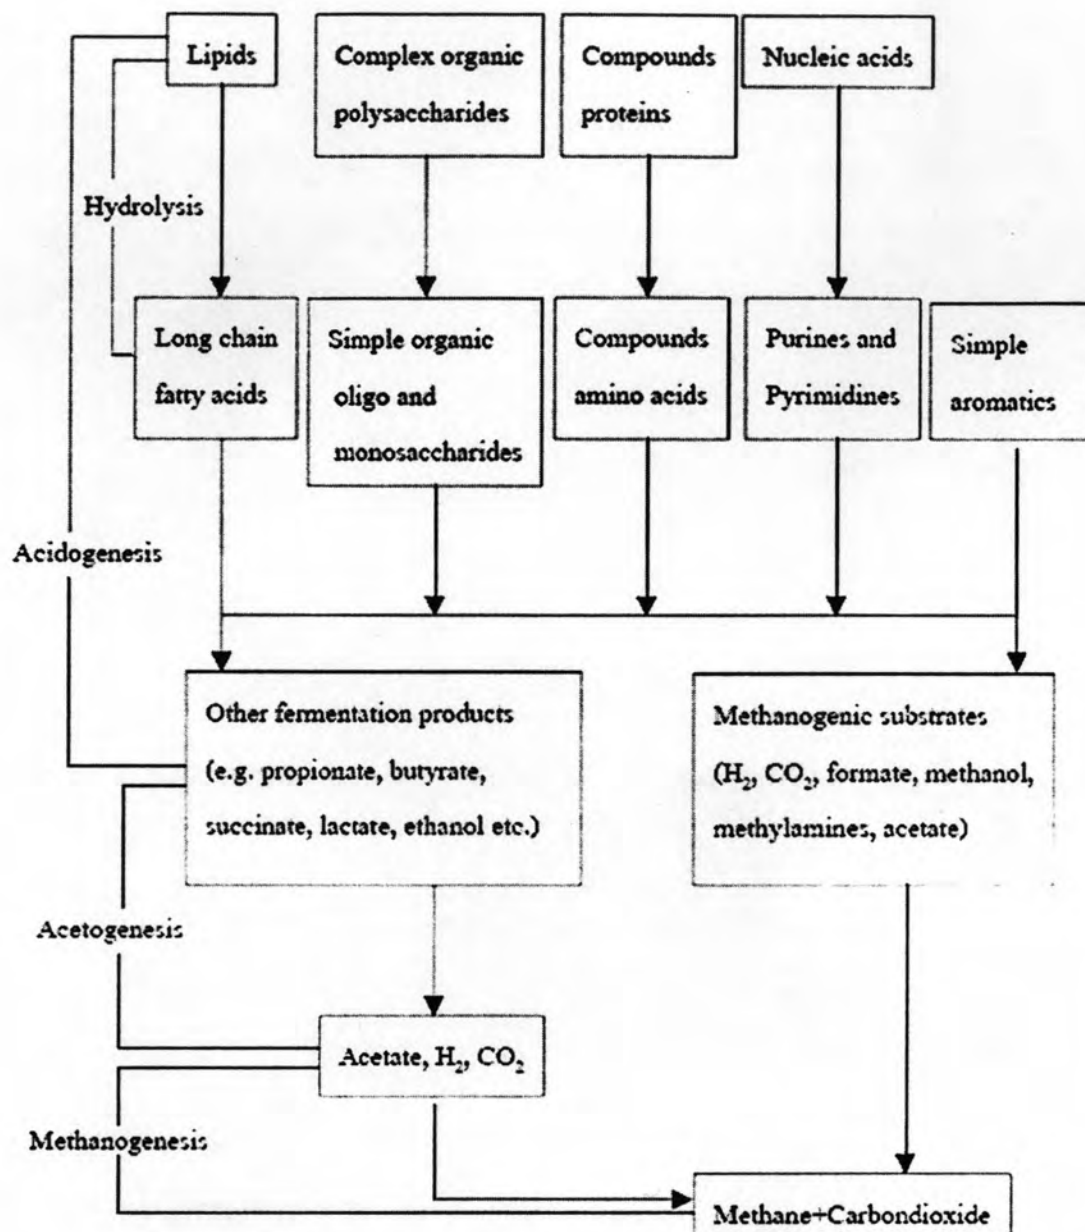 Lipids
Complex organic
polysaccharides
Compounds
proteins
Nucleic acids
Hydrolysis
Long chain
fatty acids
Simple organic
oligo and
monosaccharides
Compounds
amino acids
Purines and
Pyrimidines
Simple
aromatics
Acidogenesis
Other fermentation products
(e.g. propionate, butyrate,
succinate, lactate, ethanol etc.)
Methanogenic substrates
(H₂, CO₂, formate, methanol,
methylamines, acetate)
Acetogenesis
Acetate, H₂, CO₂
Methanogenesis
Methane+Carbondioxide